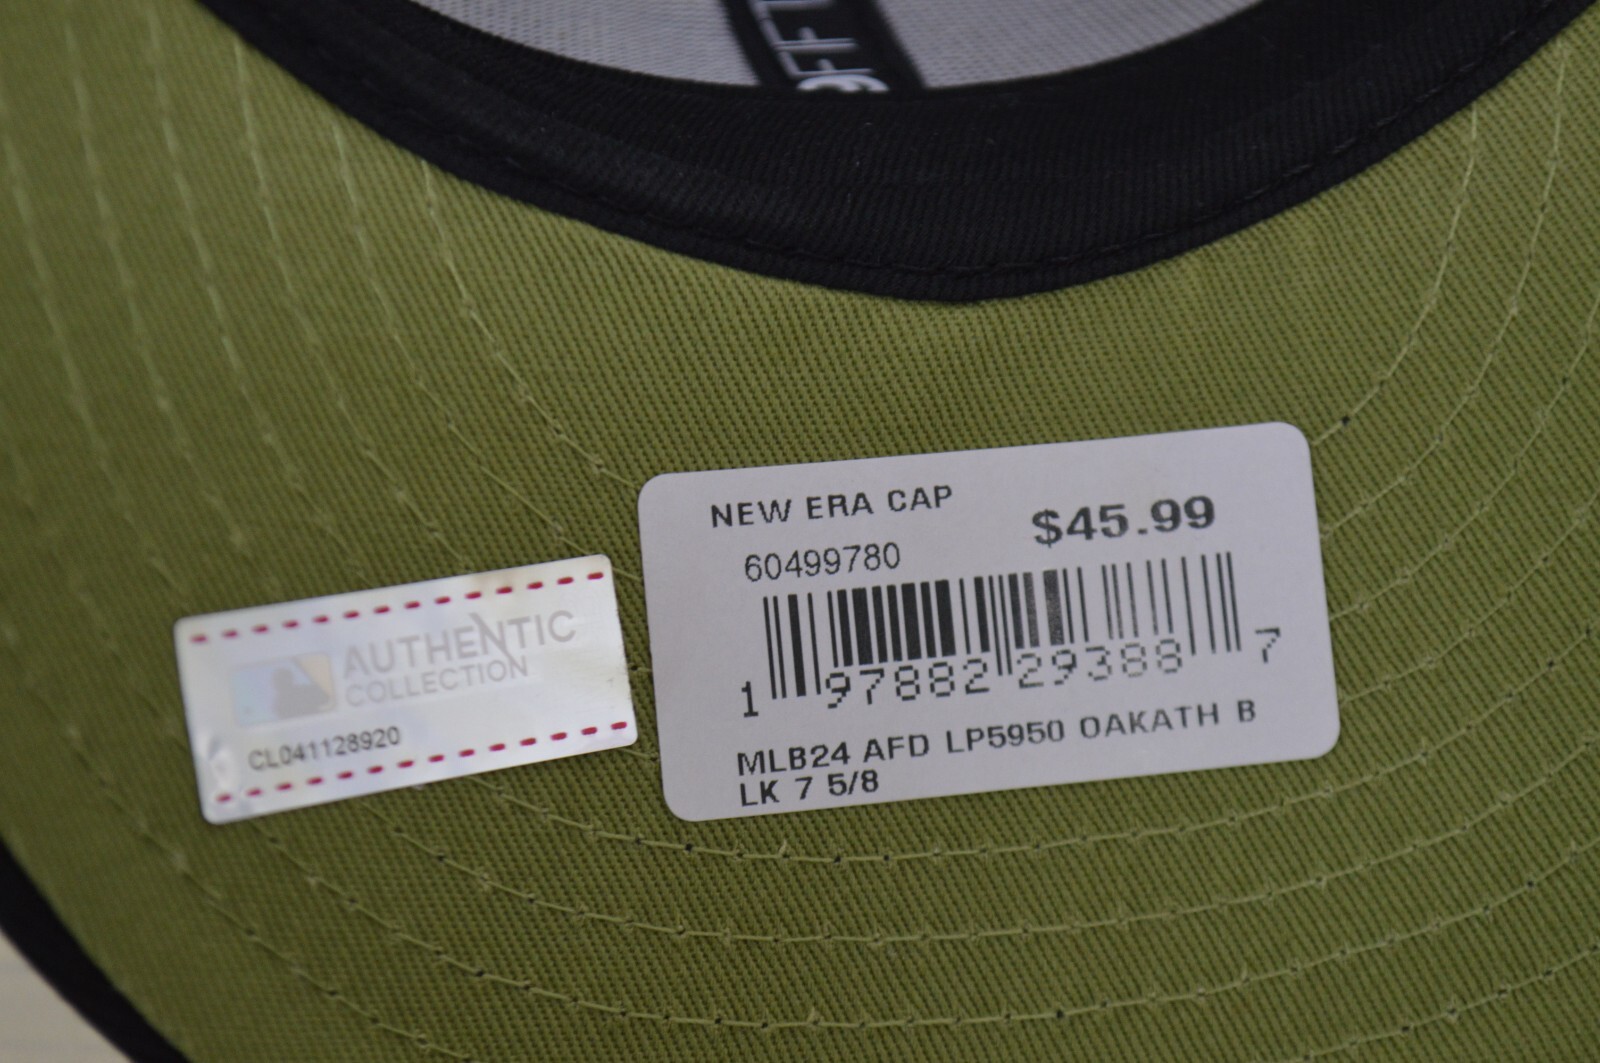 NEW ERA CAP
$45.99
60499780
1 97882 29388 7
MLB24 AFD LP5950 OAKATH B
LK 7 5/8
AUTHENTIC
COLLECTION
CL041128920